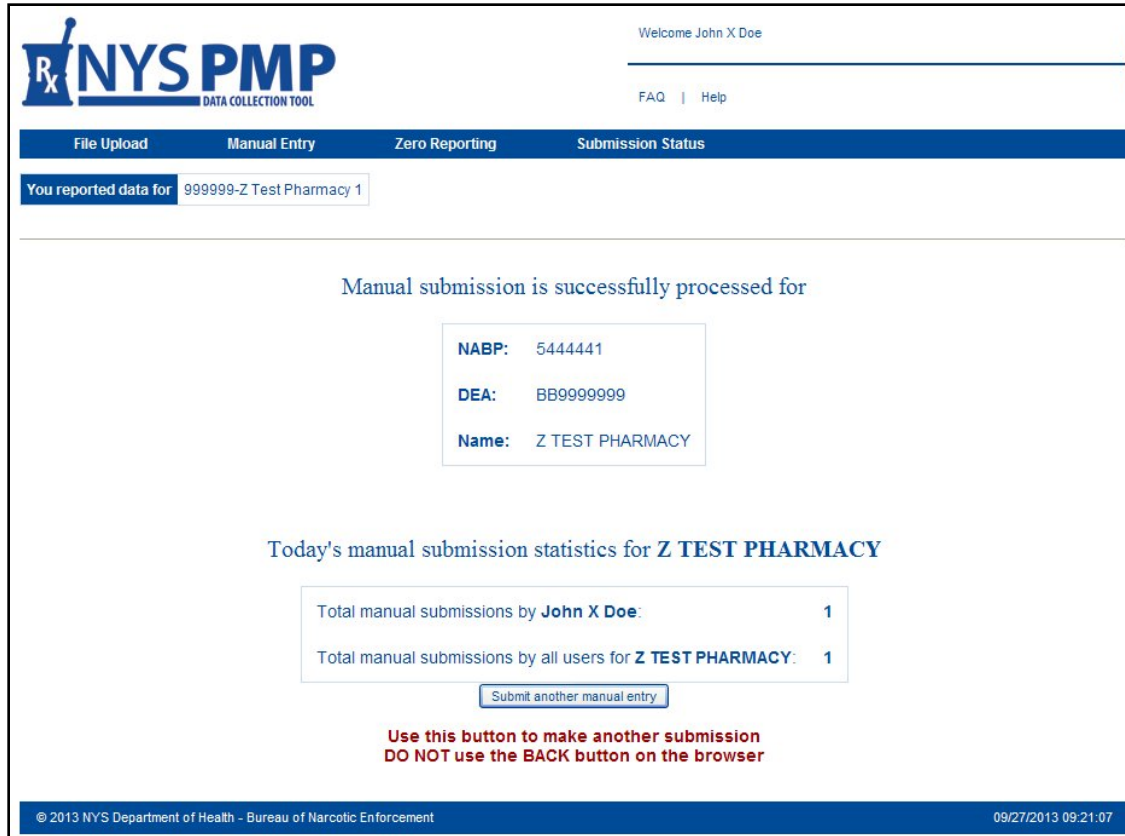 Welcome John X Doe
Rx NYS PMP
DATA COLLECTION TOOL
FAQ | Help
File Upload Manual Entry Zero Reporting Submission Status
You reported data for 999999-Z Test Pharmacy 1
Manual submission is successfully processed for
NABP: 5444441
DEA: BB9999999
Name: Z TEST PHARMACY
Today's manual submission statistics for Z TEST PHARMACY
Total manual submissions by John X Doe: 1
Total manual submissions by all users for Z TEST PHARMACY: 1
Submit another manual entry
Use this button to make another submission
DO NOT use the BACK button on the browser
© 2013 NYS Department of Health - Bureau of Narcotic Enforcement 09/27/2013 09:21:07